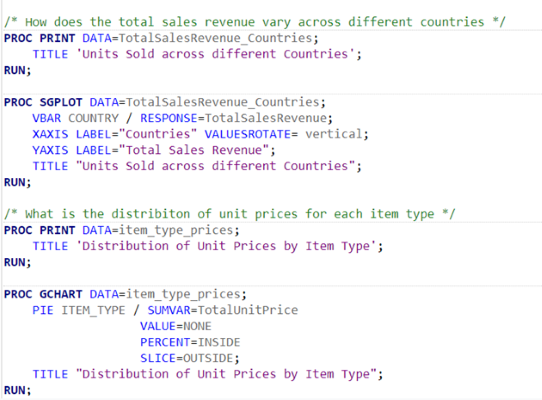 /* How does the total sales revenue vary across different countries */
PROC PRINT DATA=TotalSalesRevenue_Countries;
TITLE 'Units Sold across different Countries';
RUN;
PROC SGPLOT DATA=TotalSalesRevenue_Countries;
VBAR COUNTRY / RESPONSE=TotalSalesRevenue;
XAXIS LABEL="Countries" VALUESROTATE= vertical;
YAXIS LABEL="Total Sales Revenue";
TITLE "Units Sold across different Countries";
RUN;
/* What is the distribiton of unit prices for each item type */
PROC PRINT DATA=item_type_prices;
TITLE 'Distribution of Unit Prices by Item Type';
RUN;
PROC GCHART DATA=item_type_prices;
PIE ITEM_TYPE / SUMVAR=TotalUnitPrice
VALUE=NONE
PERCENT=INSIDE
SLICE=OUTSIDE;
TITLE "Distribution of Unit Prices by Item Type";
RUN;